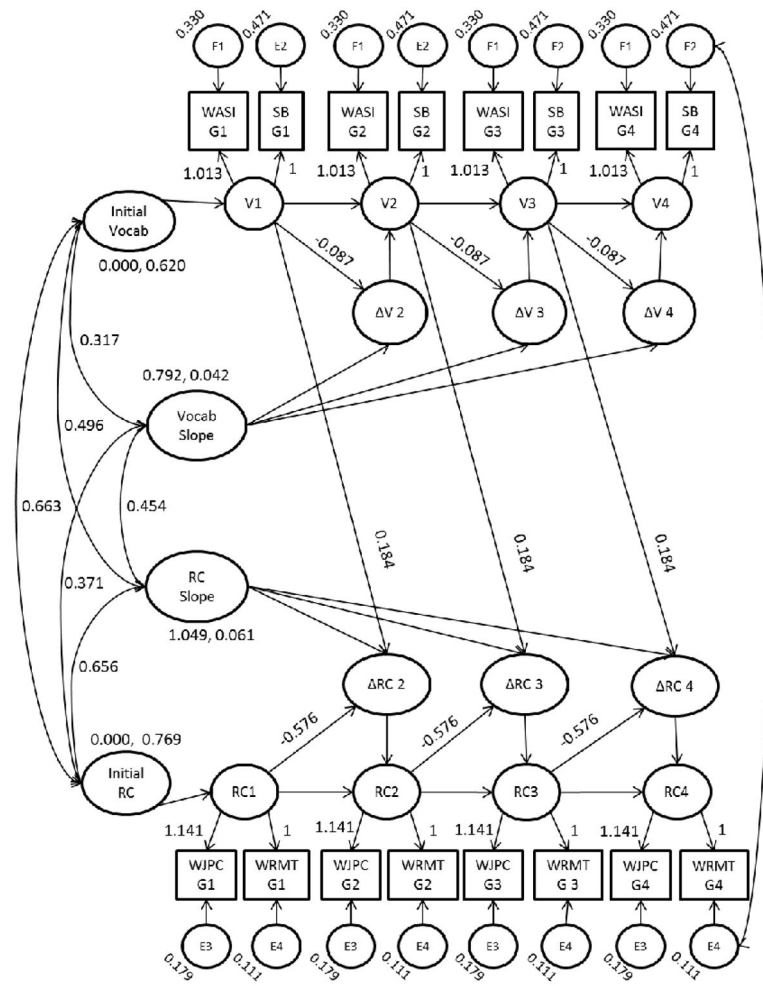 0.330 0.471 0.330 0.471 0.330 0.471 0.330 0.471
E1 E2 E1 E2 E1 E2 E1 E2
WASI G1 SB G1 WASI G2 SB G2 WASI G3 SB G3 WASI G4 SB G4
1.013 1 1.013 1 1.013 1 1.013 1
Initial Vocab
V1 V2 V3 V4
0.000, 0.620
-0.087 -0.087 -0.087
ΔV 2 ΔV 3 ΔV 4
0.317
0.792, 0.042
Vocab Slope
0.496
0.663 0.454
0.184 0.184 0.184
0.371
RC Slope
1.049, 0.061
0.656
ΔRC 2 ΔRC 3 ΔRC 4
-0.576 -0.576 -0.576
0.000, 0.769
Initial RC
RC1 RC2 RC3 RC4
1.141 1 1.141 1 1.141 1 1.141 1
WJPC G1 WRMT G1 WJPC G2 WRMT G2 WJPC G3 WRMT G 3 WJPC G4 WRMT G4
E3 E4 E3 E4 E3 E4 E3 E4
0.179 0.111 0.179 0.111 0.179 0.111 0.179 0.111